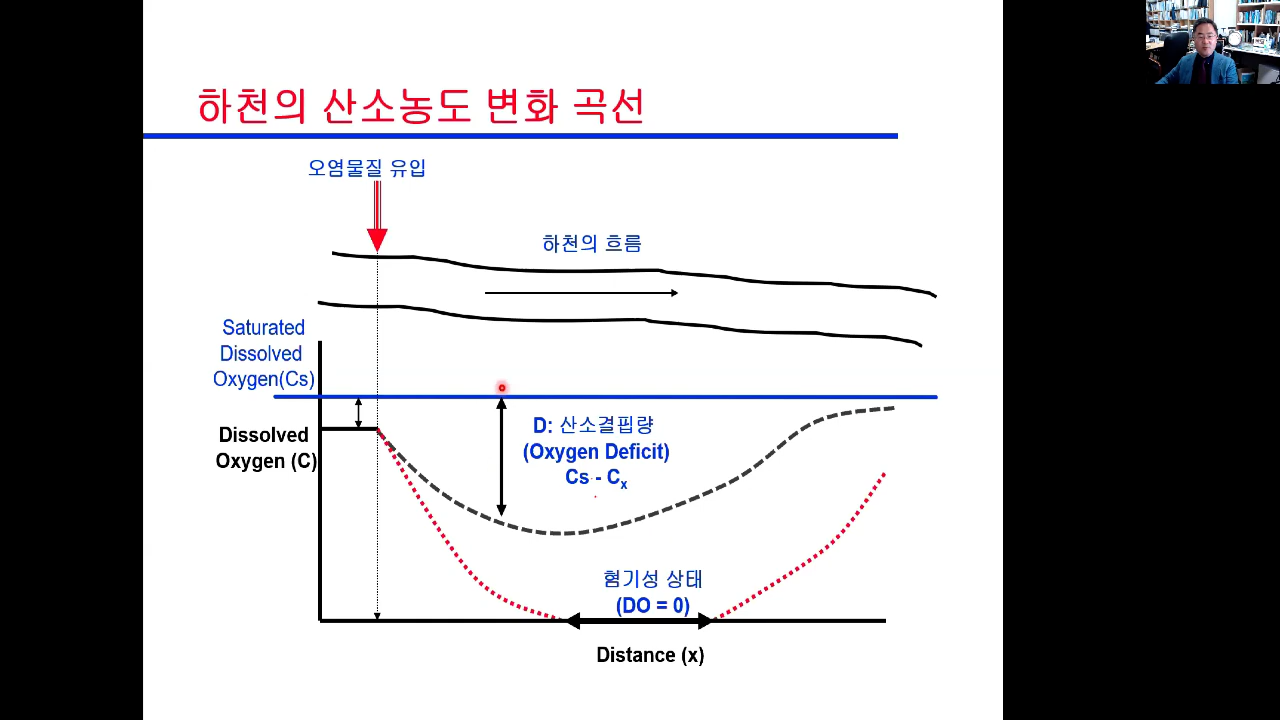 하천의 산소농도 변화 곡선
오염물질 유입
하천의 흐름
Saturated
Dissolved
Oxygen(Cs)
Dissolved
Oxygen (C)
D: 산소결핍량
(Oxygen Deficit)
Cs - Cx
혐기성 상태
(DO = 0)
Distance (x)